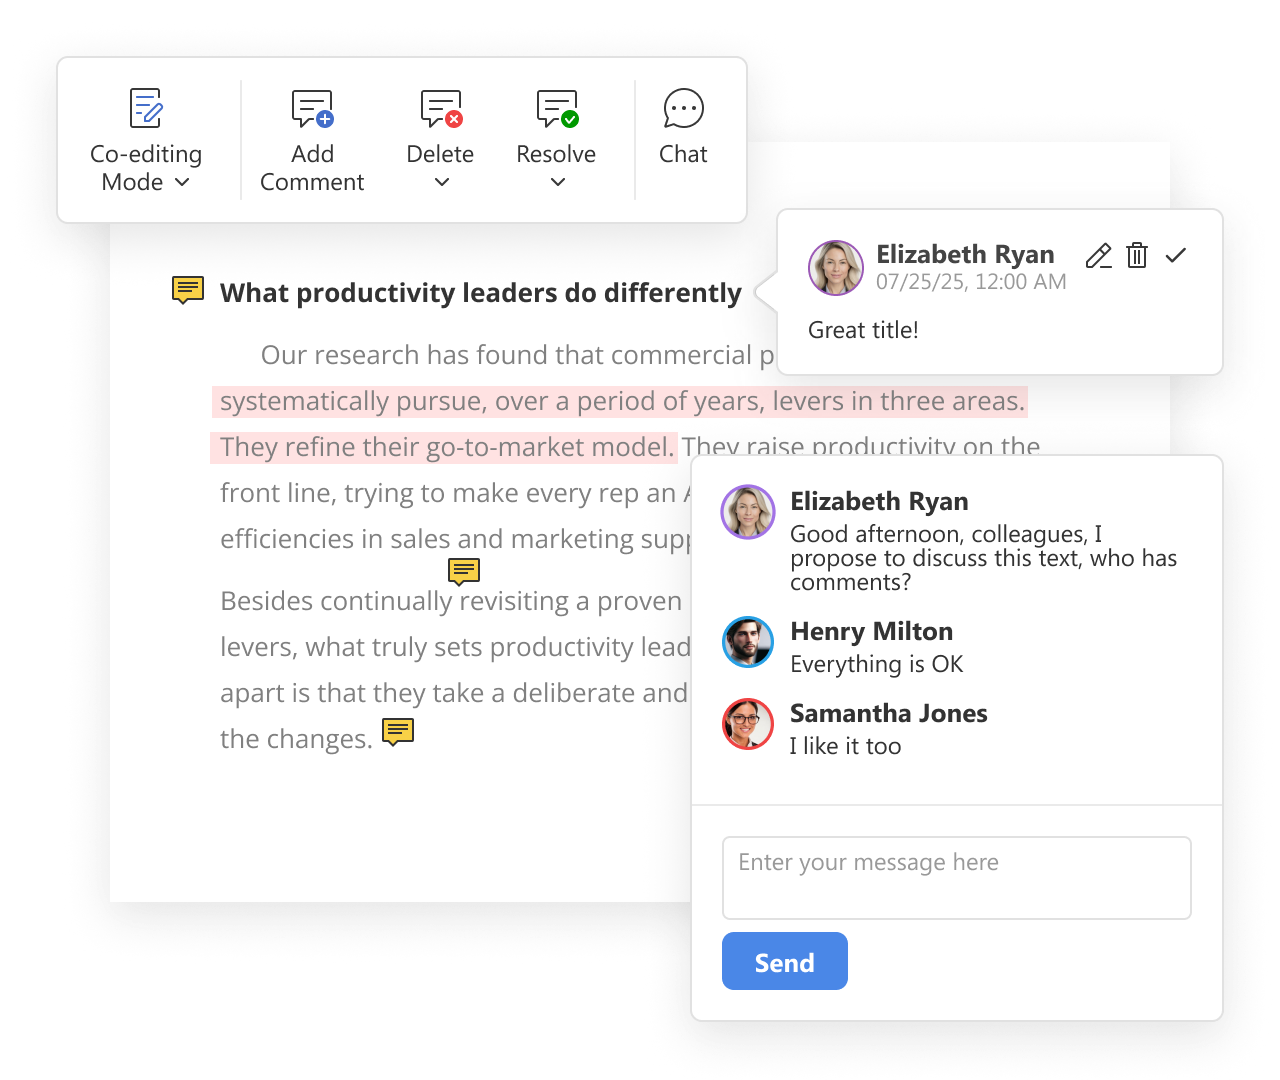 Co-editing
Mode
Add
Comment
Delete
Resolve
Chat
What productivity leaders do differently
Elizabeth Ryan
07/25/25, 12:00 AM
Great title!
Our research has found that commercial
systematically pursue, over a period of years, levers in three areas.
They refine their go-to-market model. They raise productivity on the
front line, trying to make every rep an
efficiencies in sales and marketing
Besides continually revisiting a proven
levers, what truly sets productivity
apart is that they take a deliberate and
the changes.
Elizabeth Ryan
Good afternoon, colleagues, I
propose to discuss this text, who has
comments?
Henry Milton
Everything is OK
Samantha Jones
I like it too
Enter your message here
Send